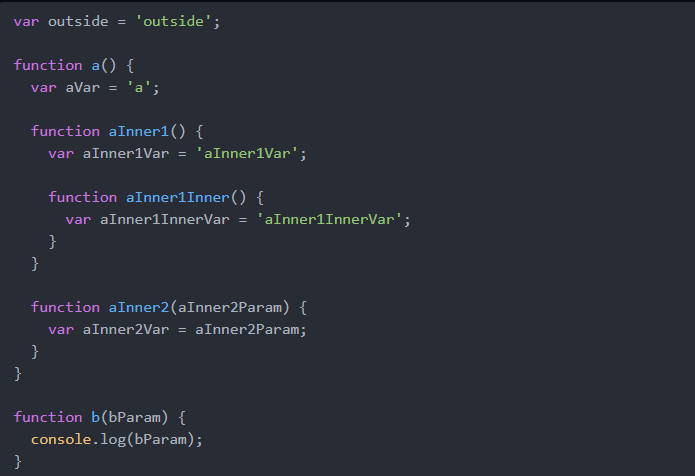 var outside = 'outside';

function a() {
  var aVar = 'a';

  function aInner1() {
    var aInner1Var = 'aInner1Var';

    function aInner1Inner() {
      var aInner1InnerVar = 'aInner1InnerVar';
    }
  }

  function aInner2(aInner2Param) {
    var aInner2Var = aInner2Param;
  }
}

function b(bParam) {
  console.log(bParam);
}